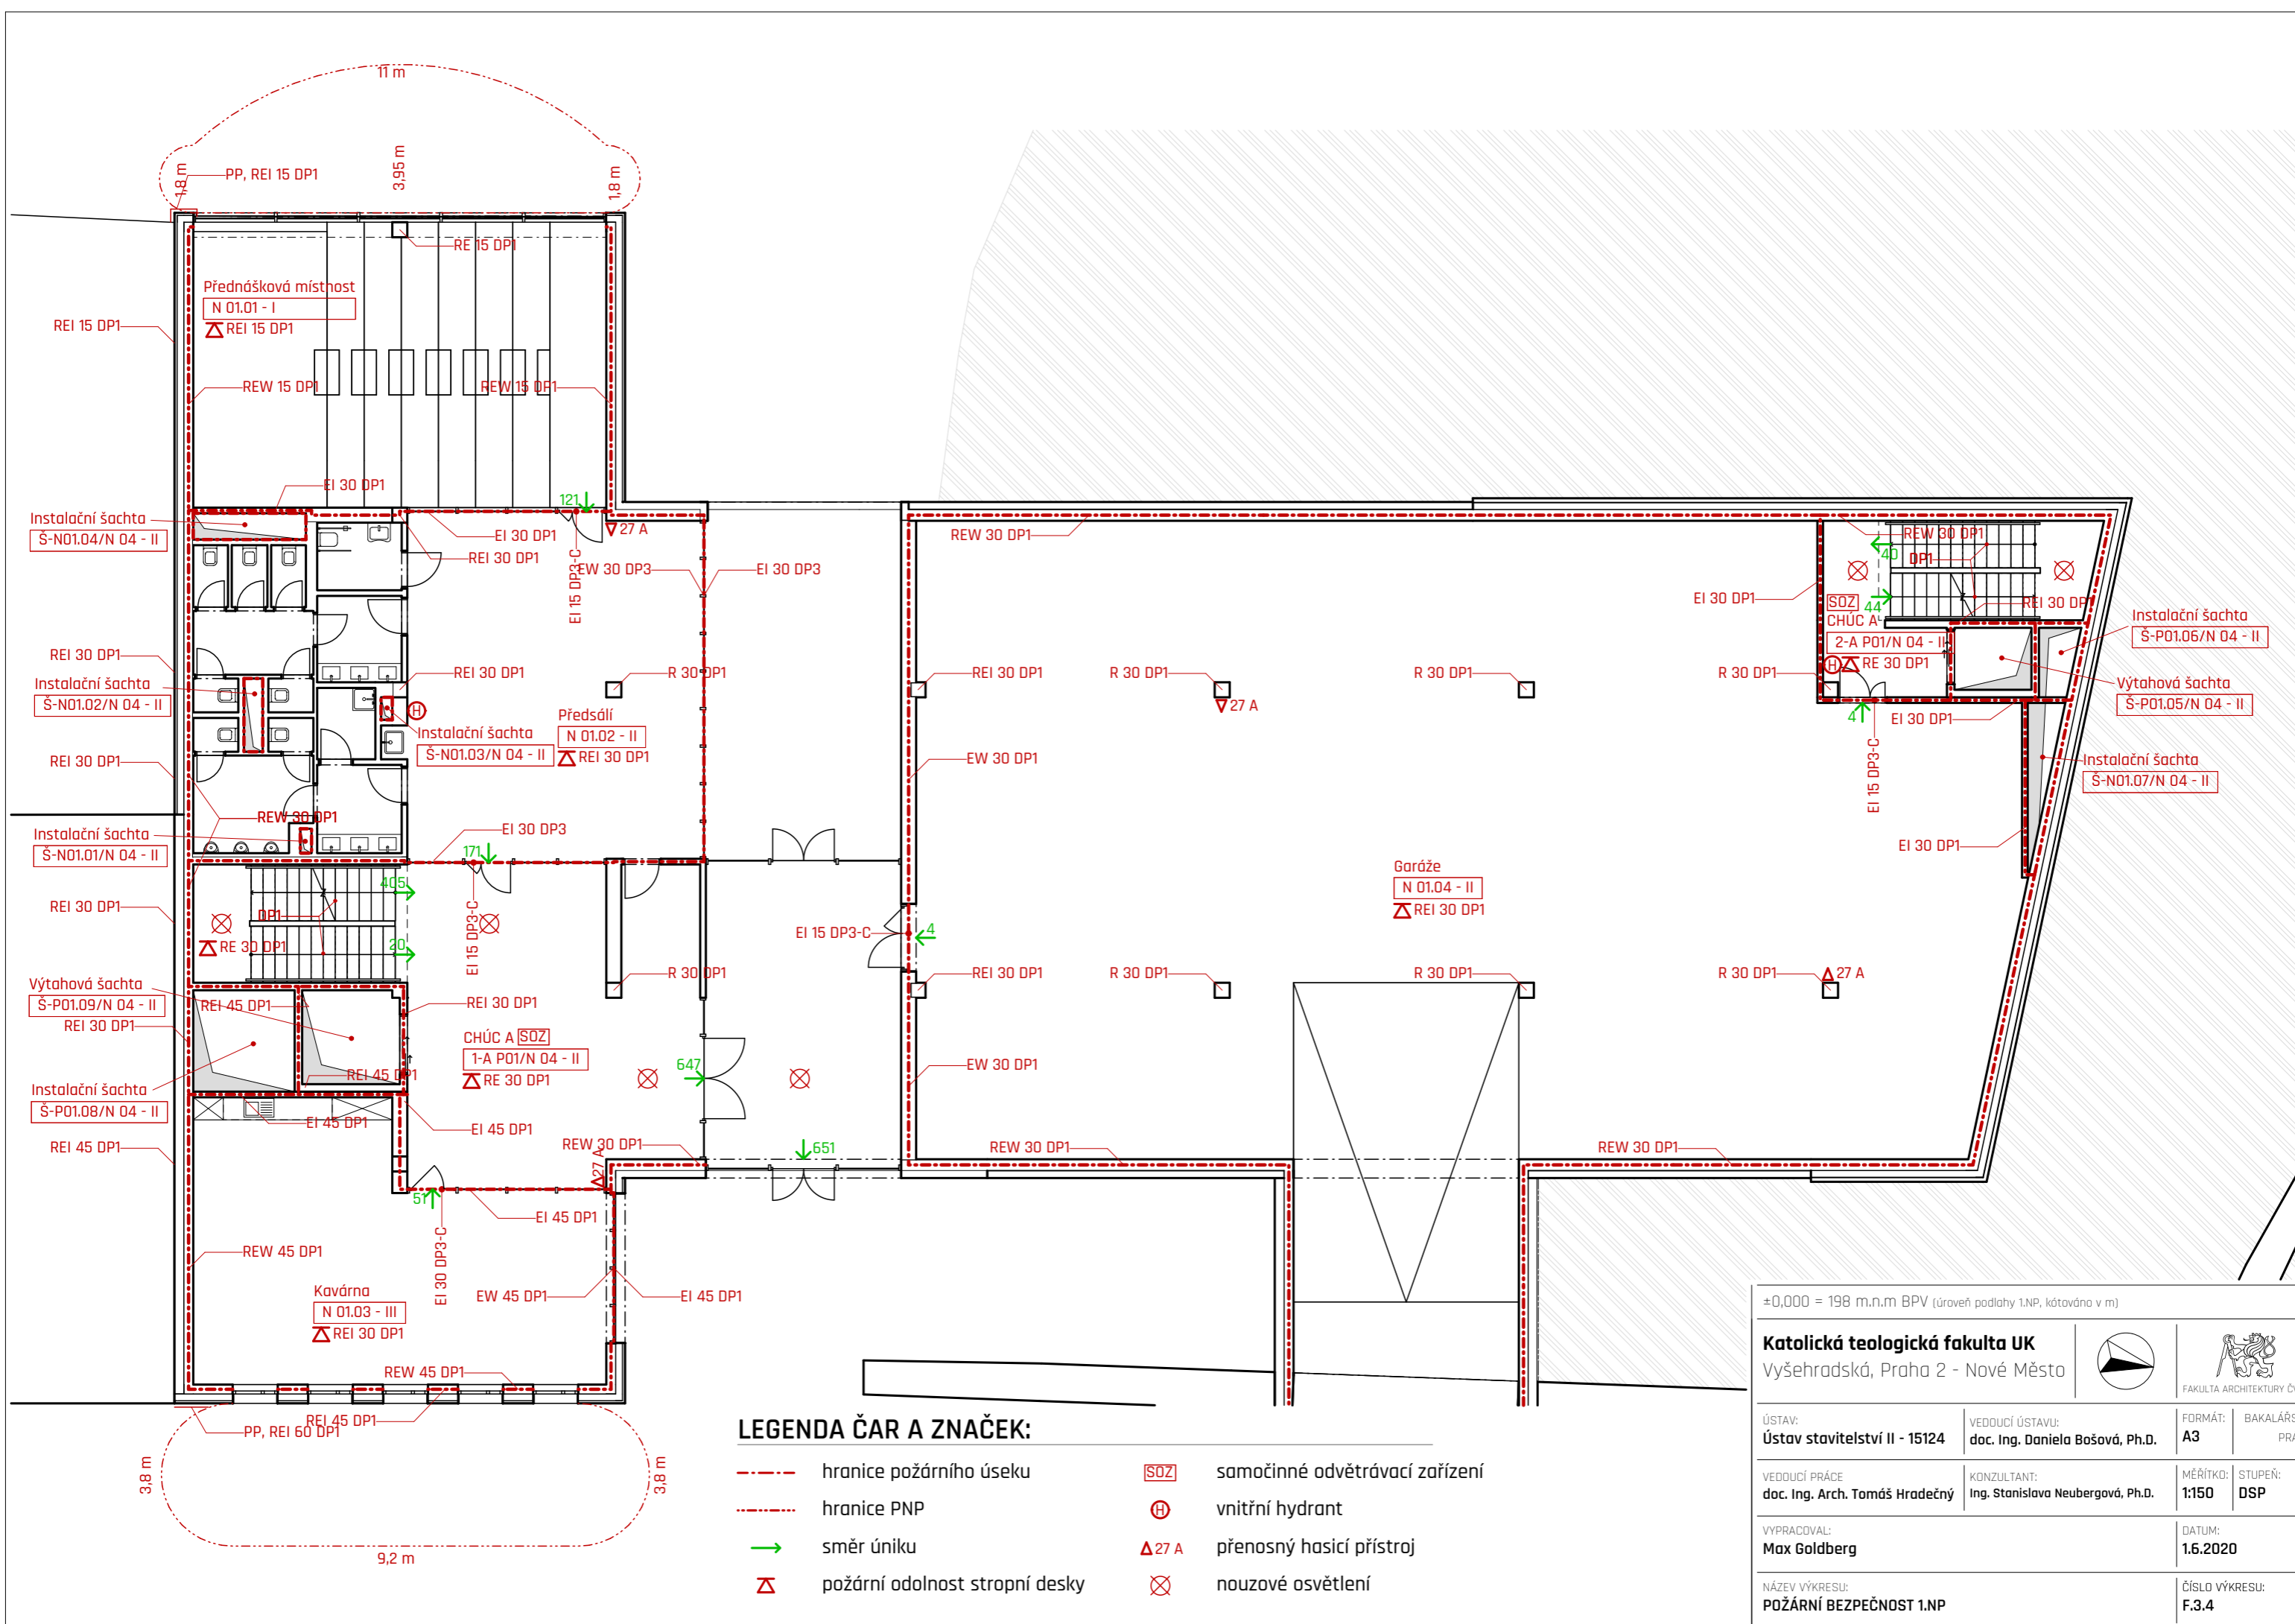 11 m
1,8 m
3,95 m
1,8 m
PP, REI 15 DP1
RE 15 DP1
Přednášková místnost
N 01.01 - I
REI 15 DP1
REI 15 DP1
REW 15 DP1
REW 15 DP1
EI 30 DP1
121
27 A
Instalační šachta
Š-N01.04/N 04 - II
EI 30 DP1
REI 30 DP1
EI 15 DP3-C
EW 30 DP3
EI 30 DP3
REW 30 DP1
REW 30 DP1
40
DP1
EI 30 DP1
SOZ
44
REI 30 DP1
CHÚC A
2-A P01/N 04 - II
H
RE 30 DP1
Instalační šachta
Š-P01.06/N 04 - II
REI 30 DP1
Instalační šachta
Š-N01.02/N 04 - II
REI 30 DP1
R 30 DP1
REI 30 DP1
R 30 DP1
R 30 DP1
R 30 DP1
Výtahová šachta
Š-P01.05/N 04 - II
27 A
H
Předsálí
N 01.02 - II
REI 30 DP1
Instalační šachta
Š-N01.03/N 04 - II
4
EI 30 DP1
EI 15 DP3-C
REI 30 DP1
EW 30 DP1
Instalační šachta
Š-N01.07/N 04 - II
REW 30 DP1
Instalační šachta
Š-N01.01/N 04 - II
EI 30 DP3
171
EI 30 DP1
Garáže
N 01.04 - II
REI 30 DP1
405
REI 30 DP1
DP1
RE 30 DP1
20
EI 15 DP3-C
EI 15 DP3-C
4
R 30 DP1
REI 30 DP1
R 30 DP1
R 30 DP1
R 30 DP1
27 A
Výtahová šachta
Š-P01.09/N 04 - II
REI 30 DP1
REI 45 DP1
REI 30 DP1
CHÚC A SOZ
1-A P01/N 04 - II
RE 30 DP1
647
EW 30 DP1
REI 45 DP1
Instalační šachta
Š-P01.08/N 04 - II
EI 45 DP1
EI 45 DP1
REI 45 DP1
REW 30 DP1
651
REW 30 DP1
REW 30 DP1
27 A
51
EI 45 DP1
EI 30 DP3-C
REW 45 DP1
Kavárna
N 01.03 - III
REI 30 DP1
EW 45 DP1
EI 45 DP1
REW 45 DP1
REI 45 DP1
PP, REI 60 DP1
3,8 m
3,8 m
9,2 m
LEGENDA ČAR A ZNAČEK:
hranice požárního úseku
hranice PNP
směr úniku
požární odolnost stropní desky
SOZ samočinné odvětrávací zařízení
H vnitřní hydrant
27 A přenosný hasicí přístroj
nouzové osvětlení
±0,000 = 198 m.n.m BPV (úroveň podlahy 1.NP, kótováno v m)
Katolická teologická fakulta UK
Vyšehradská, Praha 2 - Nové Město
FAKULTA ARCHITEKTURY
ÚSTAV:
Ústav stavitelství II - 15124
VEDOUCÍ ÚSTAVU:
doc. Ing. Daniela Bošová, Ph.D.
FORMÁT:
A3
VEDOUCÍ PRÁCE
doc. Ing. Arch. Tomáš Hradečný
KONZULTANT:
Ing. Stanislava Neubergová, Ph.D.
MĚŘÍTKO:
1:150
STUPEŇ:
DSP
VYPRACOVAL:
Max Goldberg
DATUM:
1.6.2020
NÁZEV VÝKRESU:
POŽÁRNÍ BEZPEČNOST 1.NP
ČÍSLO VÝKRESU:
F.3.4